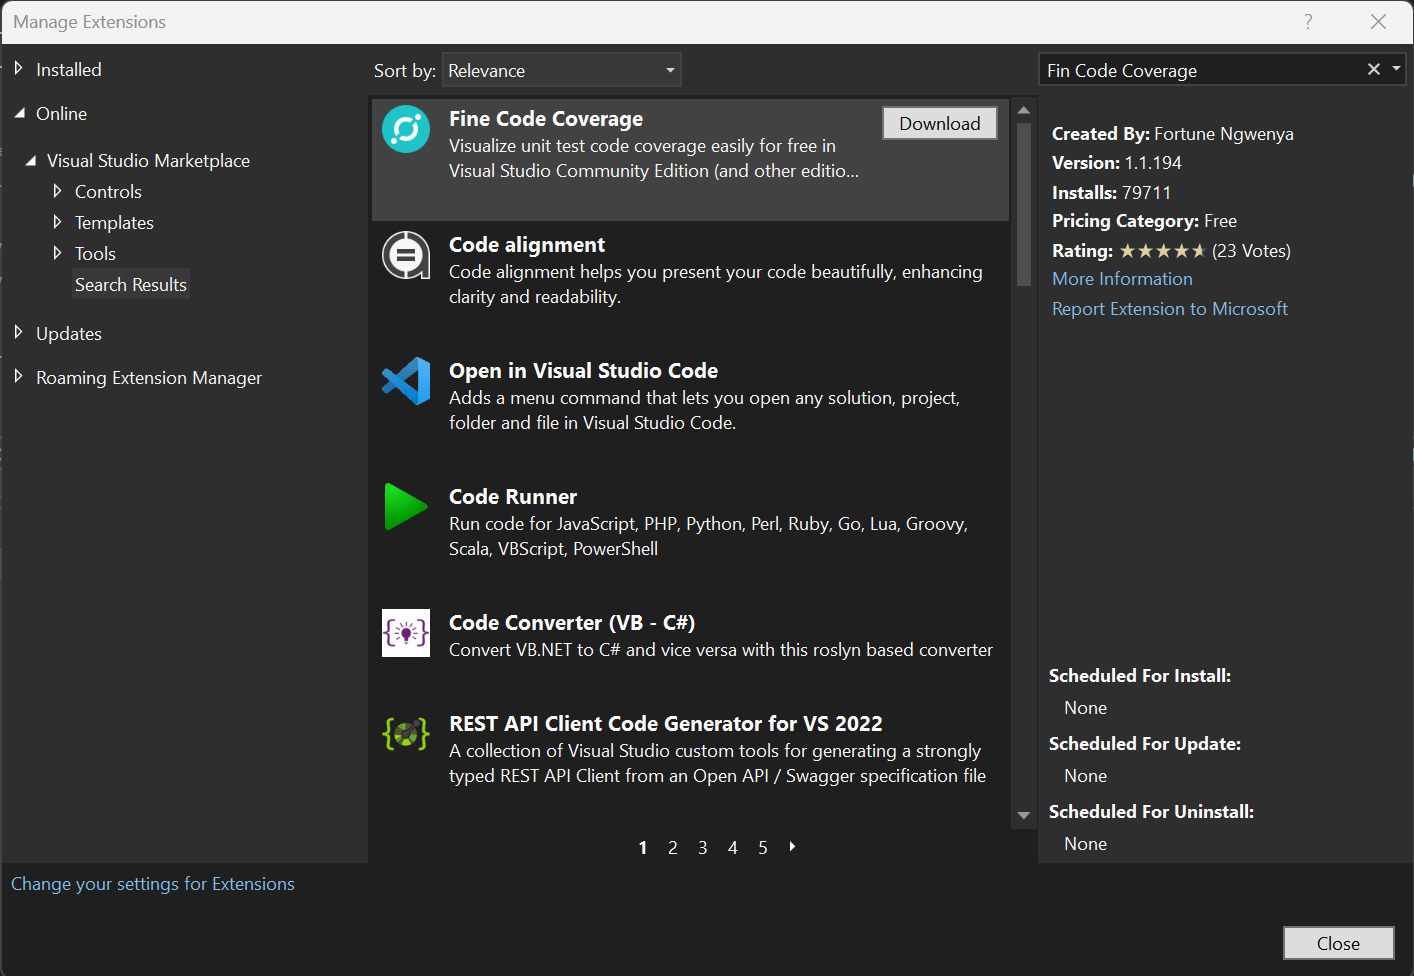 Manage Extensions
?
Installed
Online
Visual Studio Marketplace
Controls
Templates
Tools
Search Results
Updates
Roaming Extension Manager
Sort by: Relevance
Fine Code Coverage
Download
Visualize unit test code coverage easily for free in
Visual Studio Community Edition (and other editio...
Code alignment
Code alignment helps you present your code beautifully, enhancing
clarity and readability.
Open in Visual Studio Code
Adds a menu command that lets you open any solution, project,
folder and file in Visual Studio Code.
Code Runner
Run code for JavaScript, PHP, Python, Perl, Ruby, Go, Lua, Groovy,
Scala, VBScript, PowerShell
Code Converter (VB - C#)
Convert VB.NET to C# and vice versa with this roslyn based converter
REST API Client Code Generator for VS 2022
A collection of Visual Studio custom tools for generating a strongly
typed REST API Client from an Open API / Swagger specification file
1 2 3 4 5
Fin Code Coverage
Created By: Fortune Ngwenya
Version: 1.1.194
Installs: 79711
Pricing Category: Free
Rating: (23 Votes)
More Information
Report Extension to Microsoft
Scheduled For Install:
None
Scheduled For Update:
None
Scheduled For Uninstall:
None
Change your settings for Extensions
Close